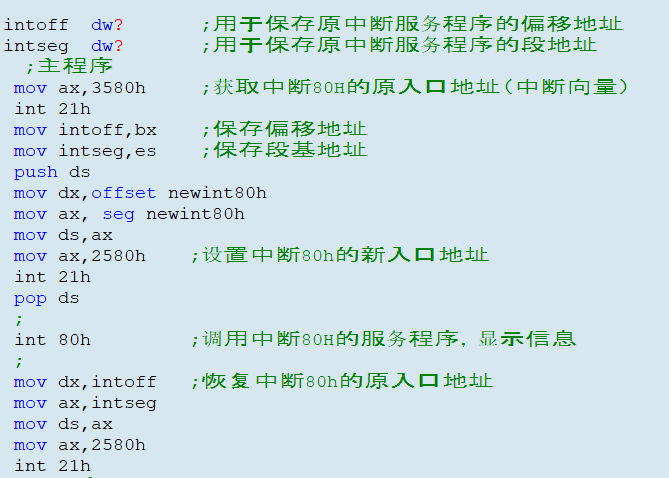 intoff  dw?        ;用于保存原中断服务程序的偏移地址
intseg  dw?        ;用于保存原中断服务程序的段地址
;主程序
mov ax,3580h     ;获取中断80H的原入口地址(中断向量)
int 21h
mov intoff,bx    ;保存偏移地址
mov intseg,es    ;保存段基地址
push ds
mov dx,offset newint80h
mov ax, seg newint80h
mov ds,ax
mov ax,2580h    ;设置中断80h的新入口地址
int 21h
pop ds
;
int 80h         ;调用中断80H的服务程序，显示信息
;
mov dx,intoff   ;恢复中断80h的原入口地址
mov ax,intseg
mov ds,ax
mov ax,2580h
int 21h